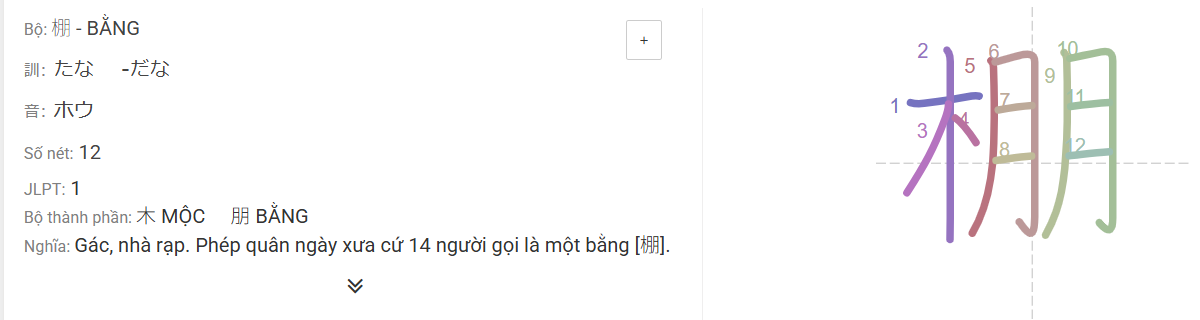 Bộ: 棚 - BẰNG
+
訓: たな -だな
音: ホウ
Số nét: 12
JLPT: 1
Bộ thành phần: 木 MỘC 朋 BẰNG
Nghĩa: Gác, nhà rạp. Phép quân ngày xưa cứ 14 người gọi là một bằng [棚].
棚
1
2
3
4
5
6
7
8
9
10
11
12